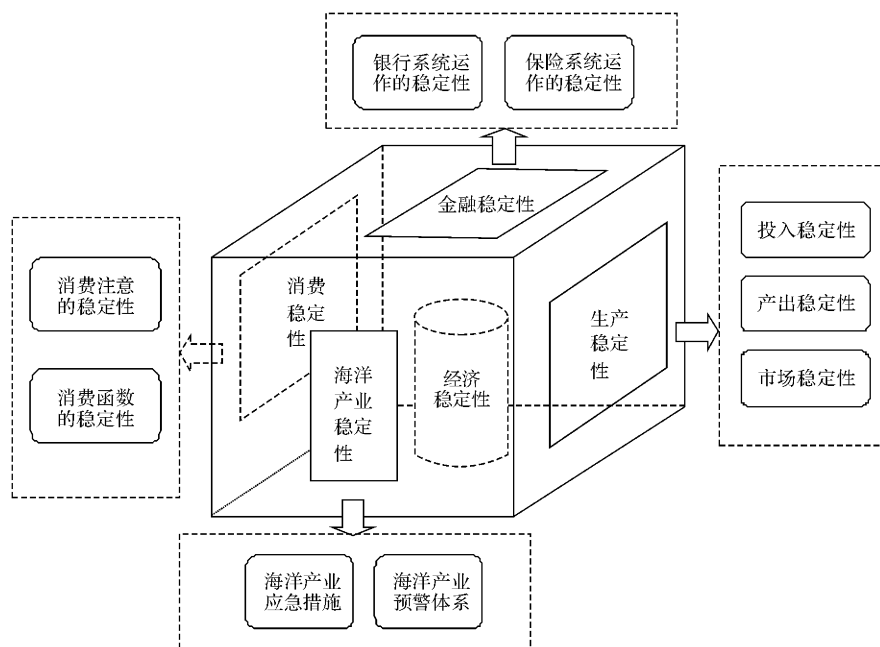 银行系统运
作的稳定性
保险系统运
作的稳定性
金融稳定性
消费注意
的稳定性
消费函数
的稳定性
消费
稳定
性
海洋
产业
稳定
性
经济
稳定性
生产
稳定
性
投入稳定性
产出稳定性
市场稳定性
海洋产业
应急措施
海洋产业
预警体系